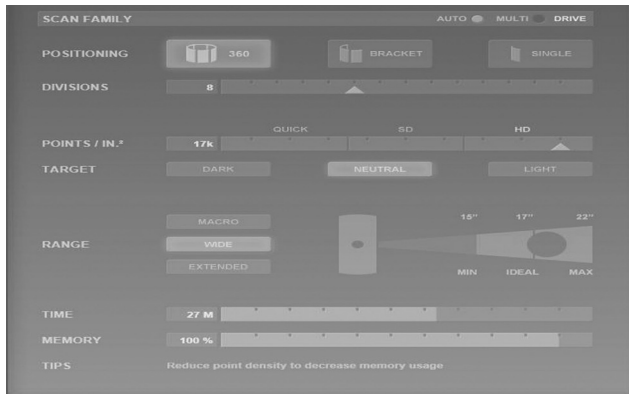 SCAN FAMILY AUTO MULTI DRIVE
POSITIONING 360 BRACKET SINGLE
DIVISIONS 8
QUICK SD HD
POINTS / IN.² 17k
TARGET DARK NEUTRAL LIGHT
MACRO 15" 17" 22"
RANGE WIDE
EXTENDED MIN IDEAL MAX
TIME 27 M
MEMORY 100 %
TIPS Reduce point density to decrease memory usage